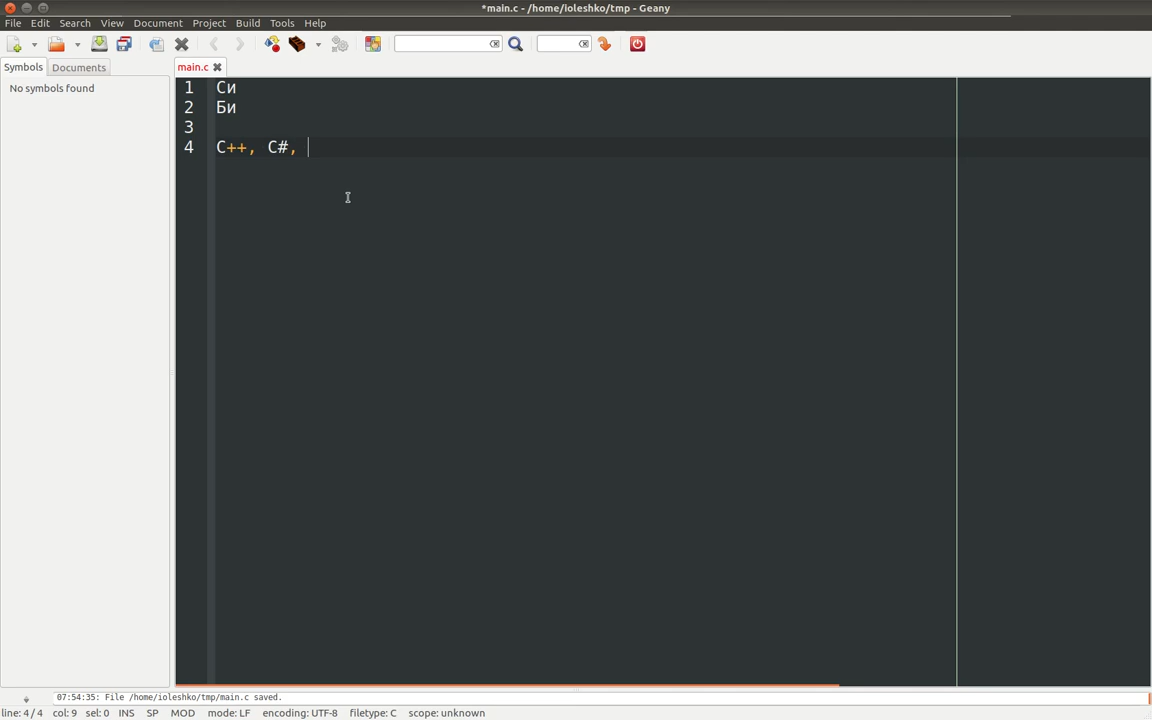 *main.c - /home/ioleshko/tmp - Geany
File Edit Search View Document Project Build Tools Help
Symbols Documents
main.c
No symbols found
1 Си
2 Би
3
4 C++, C#,
07:54:35: File /home/ioleshko/tmp/main.c saved.
line: 4 / 4 col: 9 sel: 0 INS SP MOD mode: LF encoding: UTF-8 filetype: C scope: unknown